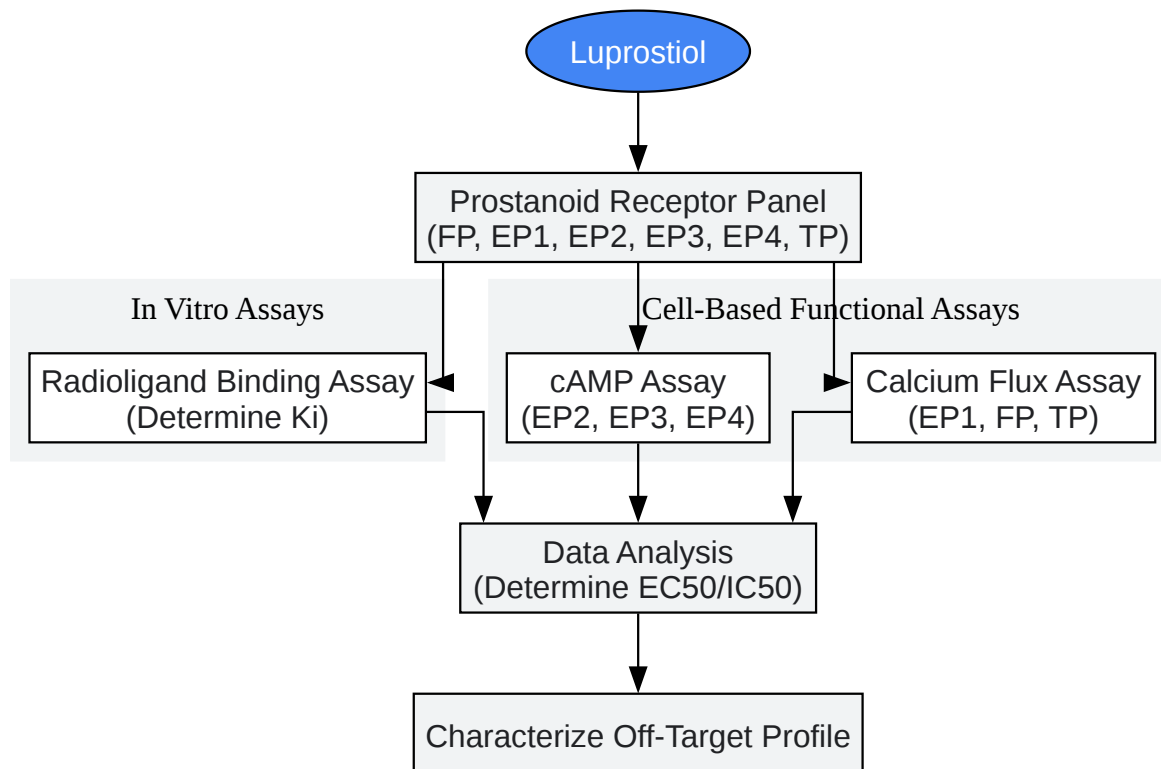 Luprostiol
Prostanoid Receptor Panel
(FP, EP1, EP2, EP3, EP4, TP)
In Vitro Assays
Cell-Based Functional Assays
Radioligand Binding Assay
(Determine Ki)
cAMP Assay
(EP2, EP3, EP4)
Calcium Flux Assay
(EP1, FP, TP)
Data Analysis
(Determine EC50/IC50)
Characterize Off-Target Profile